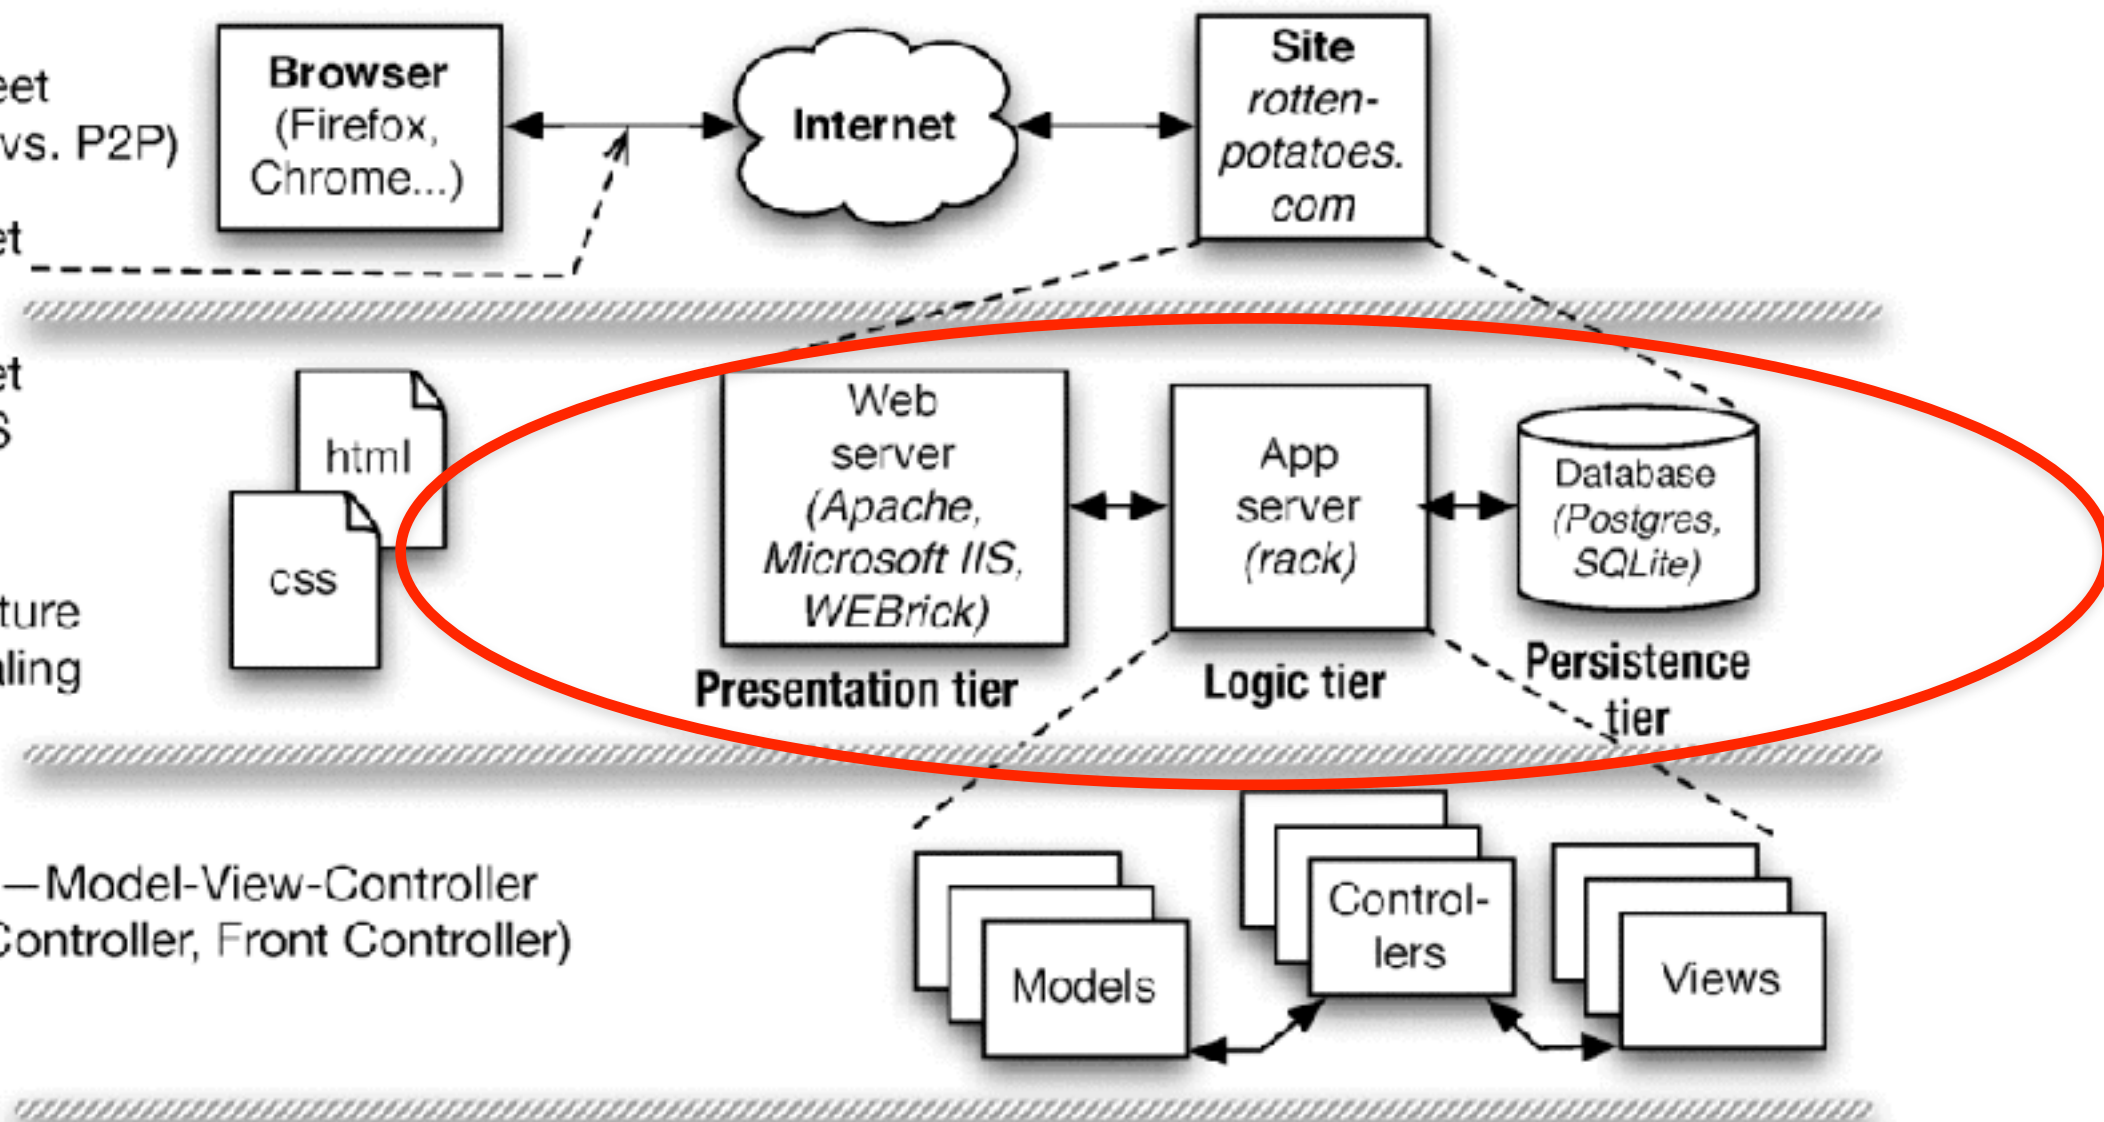 eet
vs. P2P)
et
Browser
(Firefox,
Chrome...)
Internet
Site
rotten-
potatoes.
com
et
S
ture
aling
html
css
Web
server
(Apache,
Microsoft IIS,
WEBrick)
Presentation tier
App
server
(rack)
Logic tier
Database
(Postgres,
SQLite)
Persistence
tier
—Model-View-Controller
Controller, Front Controller)
Models
Control-
lers
Views